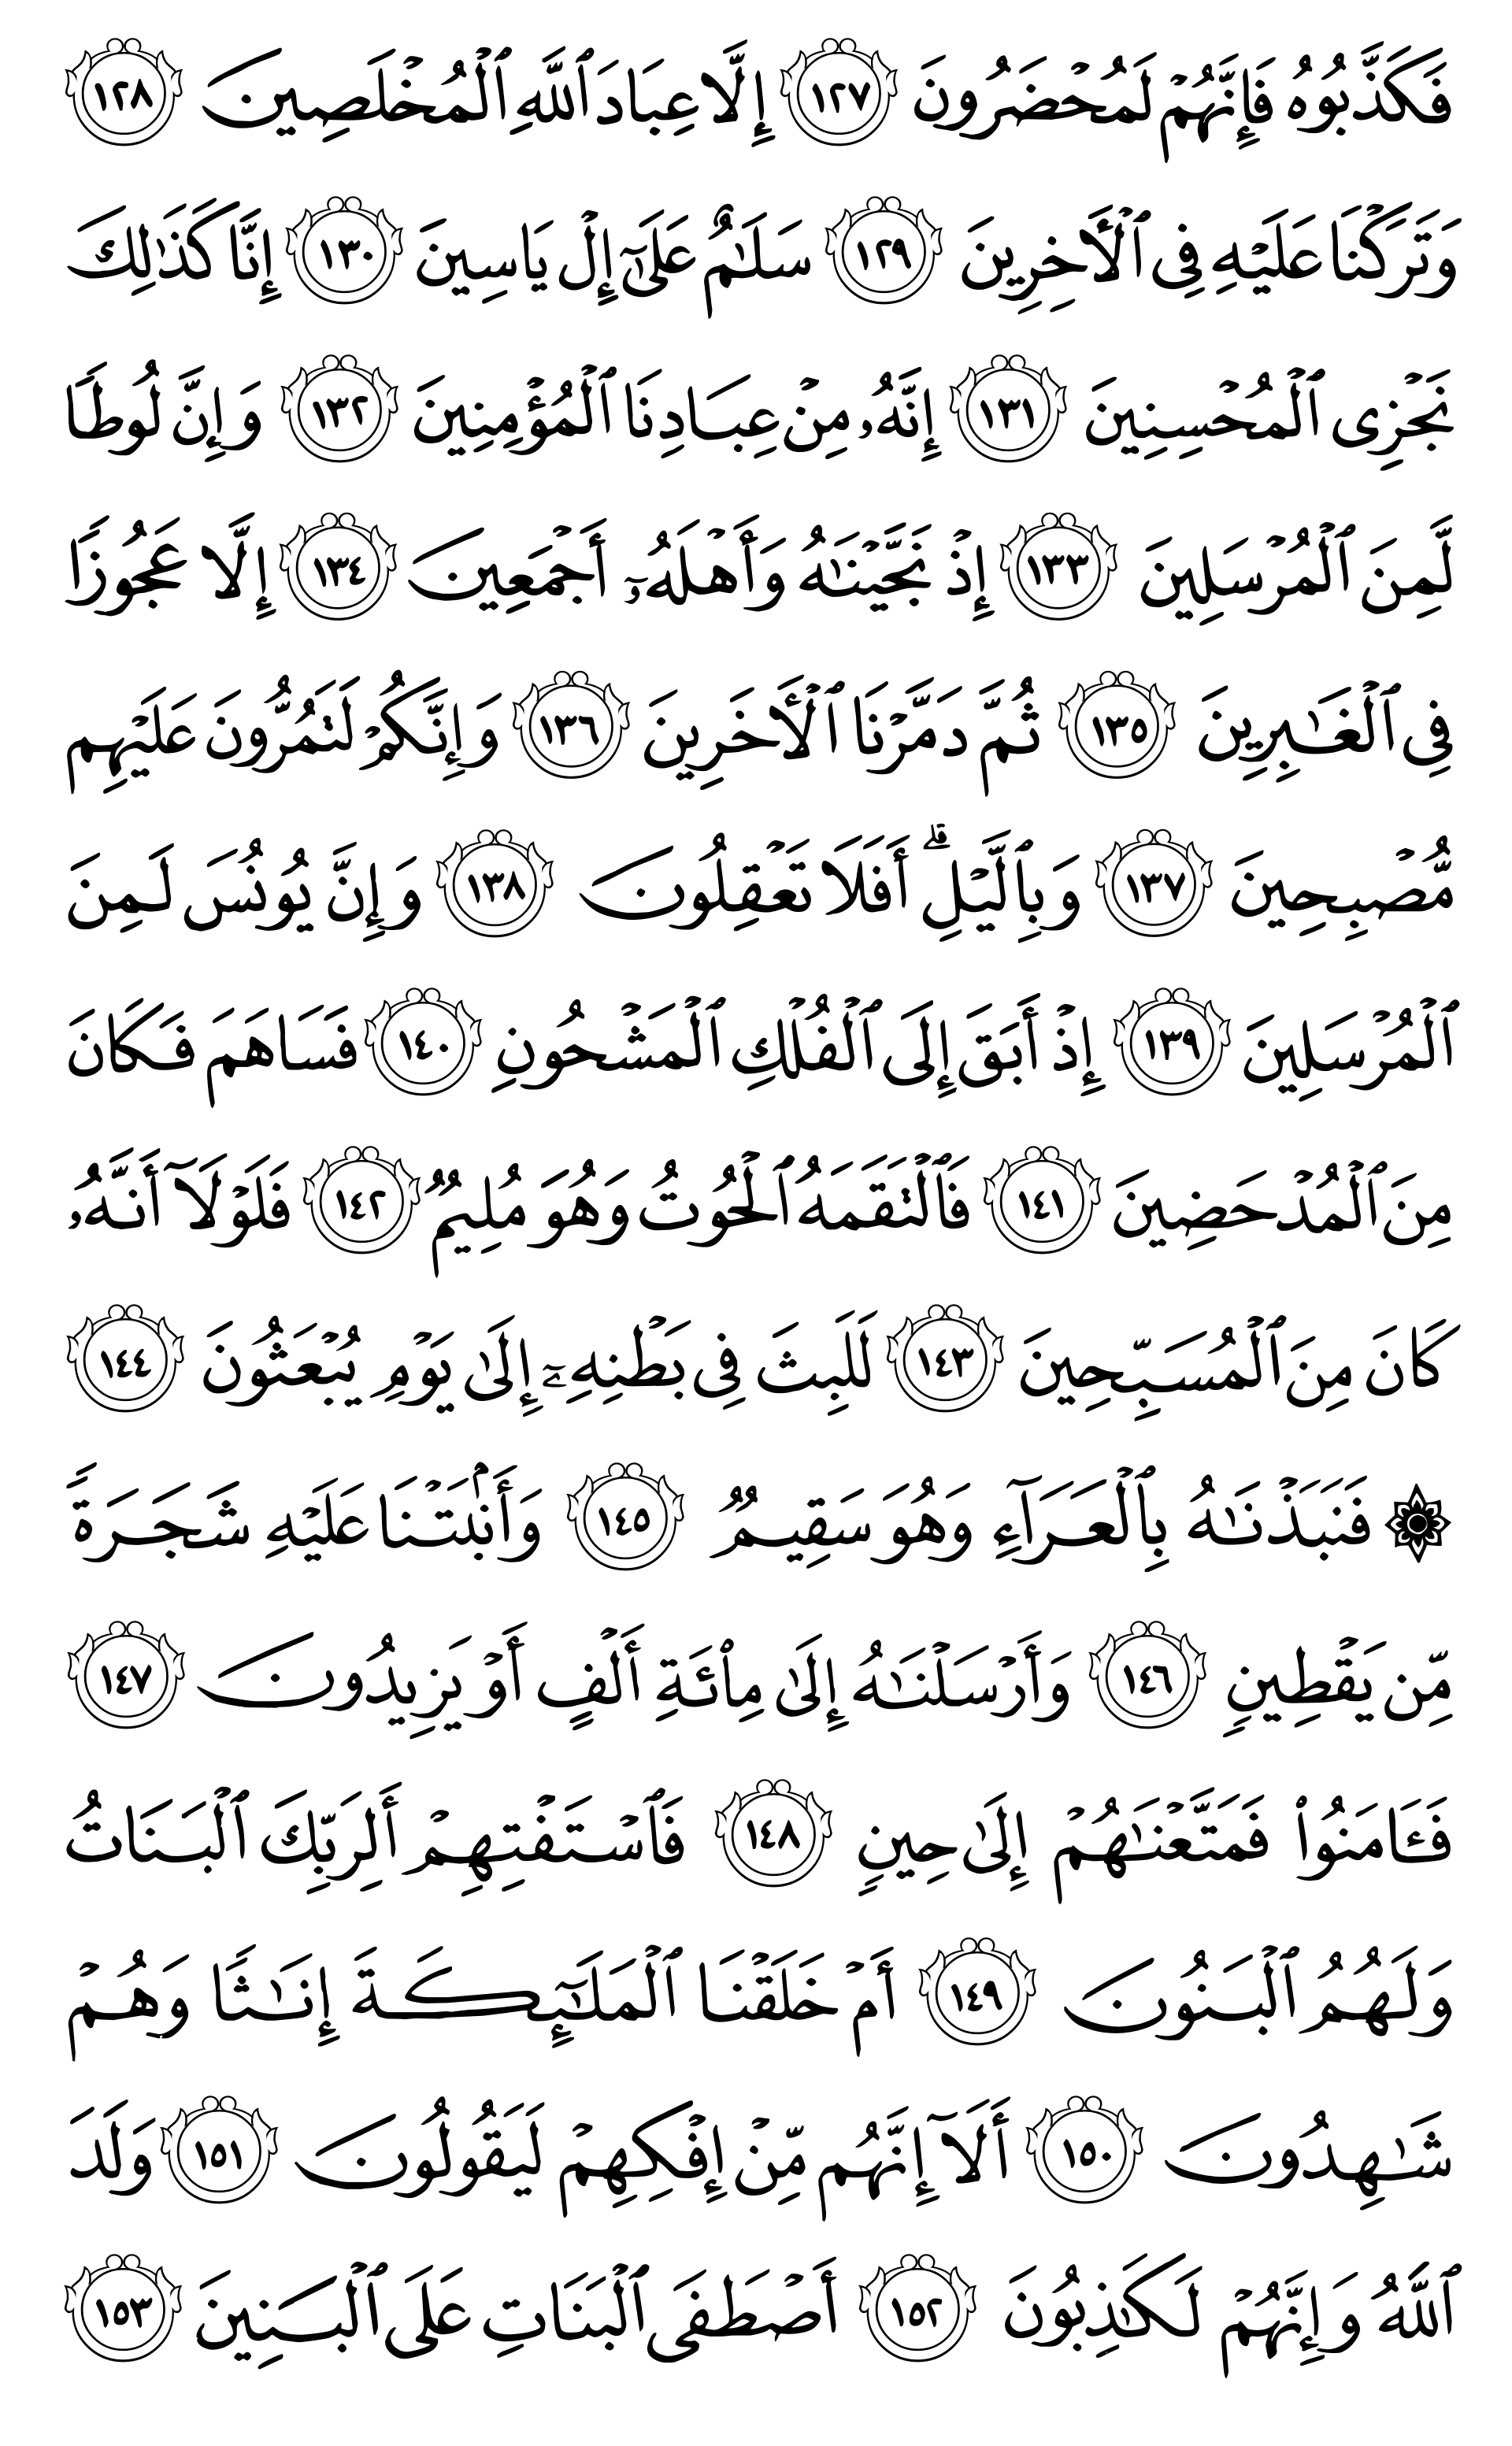 فَكَذَّبُوهُ فَإِنَّهُمۡ لَمُحۡضَرُونَ ١٢٧ إِلَّا عِبَادَ ٱللَّهِ ٱلۡمُخۡلَصِينَ ١٢٨
وَتَرَكۡنَا عَلَيۡهِ فِي ٱلۡأٓخِرِينَ ١٢٩ سَلَٰمٌ عَلَىٰٓ إِلۡ يَاسِينَ ١٣٠ إِنَّا كَذَٰلِكَ
نَجۡزِي ٱلۡمُحۡسِنِينَ ١٣١ إِنَّهُۥ مِنۡ عِبَادِنَا ٱلۡمُؤۡمِنِينَ ١٣٢ وَإِنَّ لُوطٗا
لَّمِنَ ٱلۡمُرۡسَلِينَ ١٣٣ إِذۡ نَجَّيۡنَٰهُ وَأَهۡلَهُۥٓ أَجۡمَعِينَ ١٣٤ إِلَّا عَجُوزٗا
فِي ٱلۡغَٰبِرِينَ ١٣٥ ثُمَّ دَمَّرۡنَا ٱلۡأٓخَرِينَ ١٣٦ وَإِنَّكُمۡ لَتَمُرُّونَ عَلَيۡهِم
مُّصۡبِحِينَ ١٣٧ وَبِٱلَّيۡلِۚ أَفَلَا تَعۡقِلُونَ ١٣٨ وَإِنَّ يُونُسَ لَمِنَ
ٱلۡمُرۡسَلِينَ ١٣٩ إِذۡ أَبَقَ إِلَى ٱلۡفُلۡكِ ٱلۡمَشۡحُونِ ١٤٠ فَسَاهَمَ فَكَانَ
مِنَ ٱلۡمُدۡحَضِينَ ١٤١ فَٱلۡتَقَمَهُ ٱلۡحُوتُ وَهُوَ مُلِيمٞ ١٤٢ فَلَوۡلَآ أَنَّهُۥ
كَانَ مِنَ ٱلۡمُسَبِّحِينَ ١٤٣ لَلَبِثَ فِي بَطۡنِهِۦٓ إِلَىٰ يَوۡمِ يُبۡعَثُونَ ١٤٤
۞ فَنَبَذۡنَٰهُ بِٱلۡعَرَآءِ وَهُوَ سَقِيمٞ ١٤٥ وَأَنۢبَتۡنَا عَلَيۡهِ شَجَرَةٗ
مِّن يَقۡطِينٖ ١٤٦ وَأَرۡسَلۡنَٰهُ إِلَىٰ مِاْئَةِ أَلۡفٍ أَوۡ يَزِيدُونَ ١٤٧
فَـَٔامَنُواْ فَمَتَّعۡنَٰهُمۡ إِلَىٰ حِينٖ ١٤٨ فَٱسۡتَفۡتِهِمۡ أَلِرَبِّكَ ٱلۡبَنَاتُ
وَلَهُمُ ٱلۡبَنُونَ ١٤٩ أَمۡ خَلَقۡنَا ٱلۡمَلَٰٓئِكَةَ إِنَٰثٗا وَهُمۡ
شَٰهِدُونَ ١٥٠ أَلَآ إِنَّهُم مِّنۡ إِفۡكِهِمۡ لَيَقُولُونَ ١٥١ وَلَدَ
ٱللَّهُ وَإِنَّهُمۡ لَكَٰذِبُونَ ١٥٢ أَصۡطَفَى ٱلۡبَنَاتِ عَلَى ٱلۡبَنِينَ ١٥٣